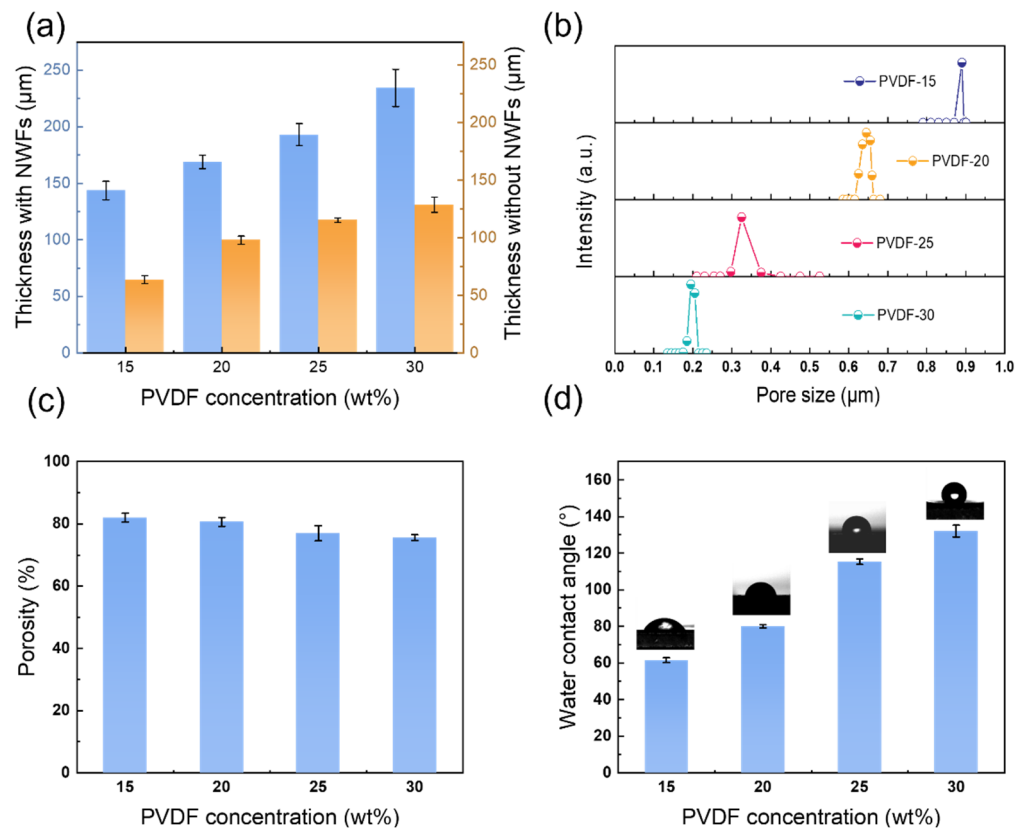 (a)
Thickness with NWFs (μm)
250
200
150
100
50
0
250
200
150
100
50
0
Thickness without NWFs (μm)
15 20 25 30
PVDF concentration (wt%)
(b)
Intensity (a.u.)
PVDF-15
PVDF-20
PVDF-25
PVDF-30
0.0 0.1 0.2 0.3 0.4 0.5 0.6 0.7 0.8 0.9 1.0
Pore size (μm)
(c)
Porosity (%)
100
80
60
40
20
0
15 20 25 30
PVDF concentration (wt%)
(d)
Water contact angle (°)
160
140
120
100
80
60
40
20
0
15 20 25 30
PVDF concentration (wt%)